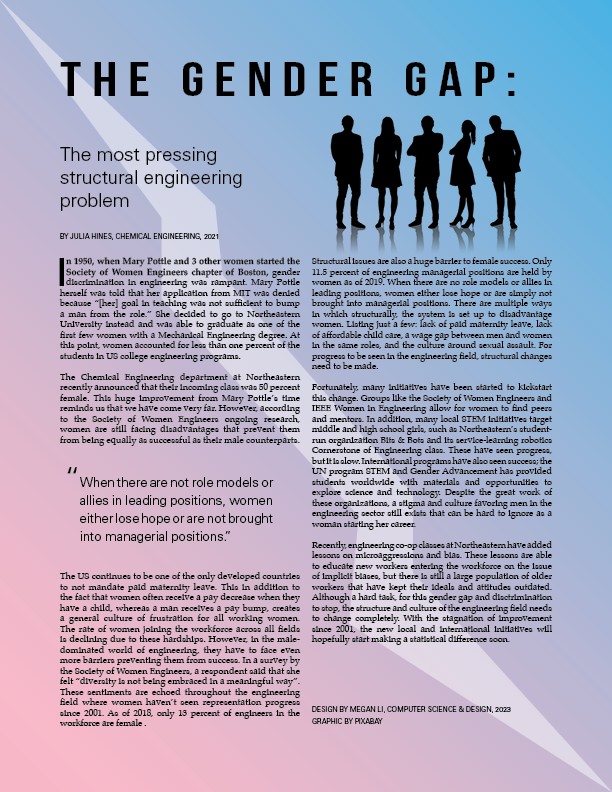 THE GENDER GAP:
The most pressing
structural engineering
problem
BY JULIA HINES, CHEMICAL ENGINEERING, 2021
In 1950, when Mary Pottle and 3 other women started the
Society of Women Engineers chapter of Boston, gender
discrimination in engineering was rampant. Mary Pottle
herself was told that her application from MIT was denied
because “[her] goal in teaching was not sufficient to bump
a man from the role.” She decided to go to Northeastern
University instead and was able to graduate as one of the
first few women with a Mechanical Engineering degree. At
this point, women accounted for less than one percent of the
students in US college engineering programs.
The Chemical Engineering department at Northeastern
recently announced that their incoming class was 50 percent
female. This huge improvement from Mary Pottle’s time
reminds us that we have come very far. However, according
to the Society of Women Engineers ongoing research,
women are still facing disadvantages that prevent them
from being equally as successful as their male counterparts.
“
When there are not role models or
allies in leading positions, women
either lose hope or are not brought
into managerial positions.”
The US continues to be one of the only developed countries
to not mandate paid maternity leave. This in addition to
the fact that women often receive a pay decrease when they
have a child, whereas a man receives a pay bump, creates
a general culture of frustration for all working women.
The rate of women joining the workforce across all fields
is declining due to these hardships. However, in the male-
dominated world of engineering, they have to face even
more barriers preventing them from success. In a survey by
the Society of Women Engineers, a respondent said that she
felt “diversity is not being embraced in a meaningful way”.
These sentiments are echoed throughout the engineering
field where women haven’t seen representation progress
since 2001. As of 2018, only 13 percent of engineers in the
workforce are female .
Structural issues are also a huge barrier to female success. Only
11.5 percent of engineering managerial positions are held by
women as of 2019. When there are no role models or allies in
leading positions, women either lose hope or are simply not
brought into managerial positions. There are multiple ways
in which structurally, the system is set up to disadvantage
women. Listing just a few: lack of paid maternity leave, lack
of affordable child care, a wage gap between men and women
in the same roles, and the culture around sexual assault. For
progress to be seen in the engineering field, structural changes
need to be made.
Fortunately, many initiatives have been started to kickstart
this change. Groups like the Society of Women Engineers and
IEEE Women in Engineering allow for women to find peers
and mentors. In addition, many local STEM initiatives target
middle and high school girls, such as Northeastern’s student-
run organization Bits & Bots and its service-learning robotics
Cornerstone of Engineering class. These have seen progress,
but it is slow. International programs have also seen success; the
UN program STEM and Gender Advancement has provided
students worldwide with materials and opportunities to
explore science and technology. Despite the great work of
these organizations, a stigma and culture favoring men in the
engineering sector still exists that can be hard to ignore as a
woman starting her career.
Recently, engineering co-op classes at Northeastern have added
lessons on microaggressions and bias. These lessons are able
to educate new workers entering the workforce on the issue
of implicit biases, but there is still a large population of older
workers that have kept their ideals and attitudes outdated.
Although a hard task, for this gender gap and discrimination
to stop, the structure and culture of the engineering field needs
to change completely. With the stagnation of improvement
since 2001, the new local and international initiatives will
hopefully start making a statistical difference soon.
DESIGN BY MEGAN LI, COMPUTER SCIENCE & DESIGN, 2023
GRAPHIC BY PIXABAY